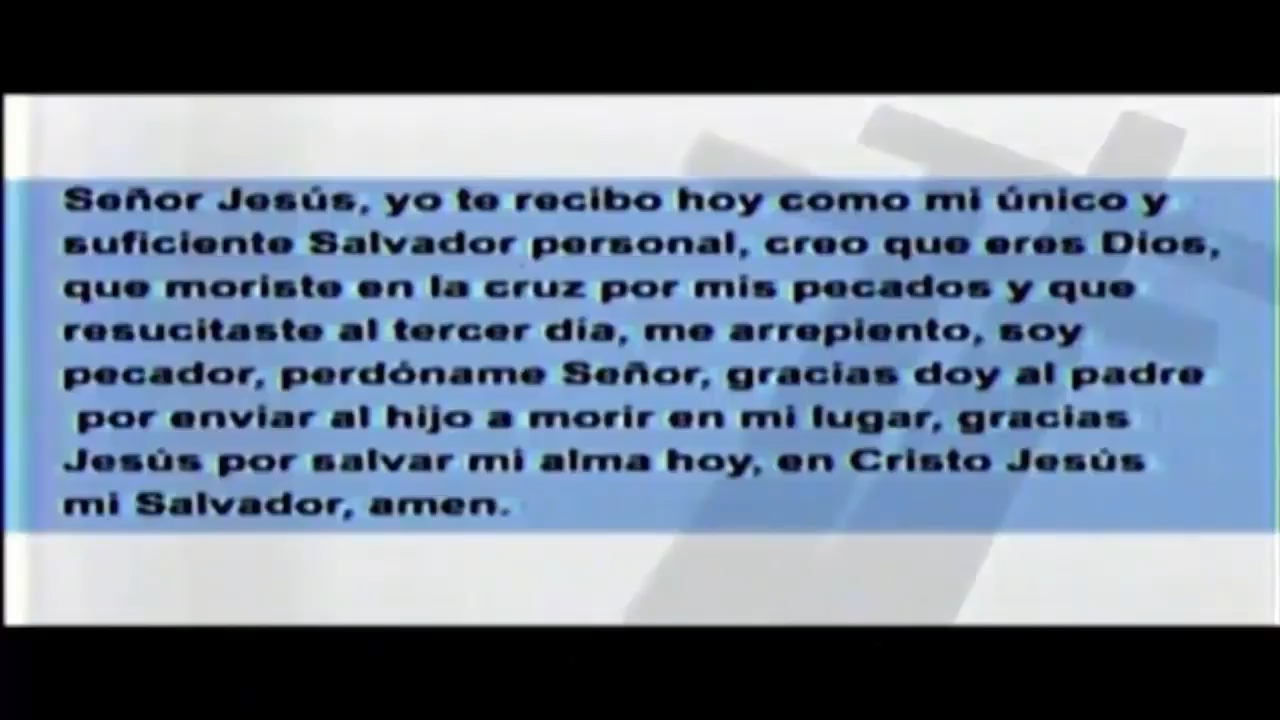 Señor Jesús, yo te recibo hoy como mi único y
suficiente Salvador personal, creo que eres Dios,
que moriste en la cruz por mis pecados y que
resucitaste al tercer día, me arrepiento, soy
pecador, perdóname Señor, gracias doy al padre
por enviar al hijo a morir en mi lugar, gracias
Jesús por salvar mi alma hoy, en Cristo Jesús
mi Salvador, amen.